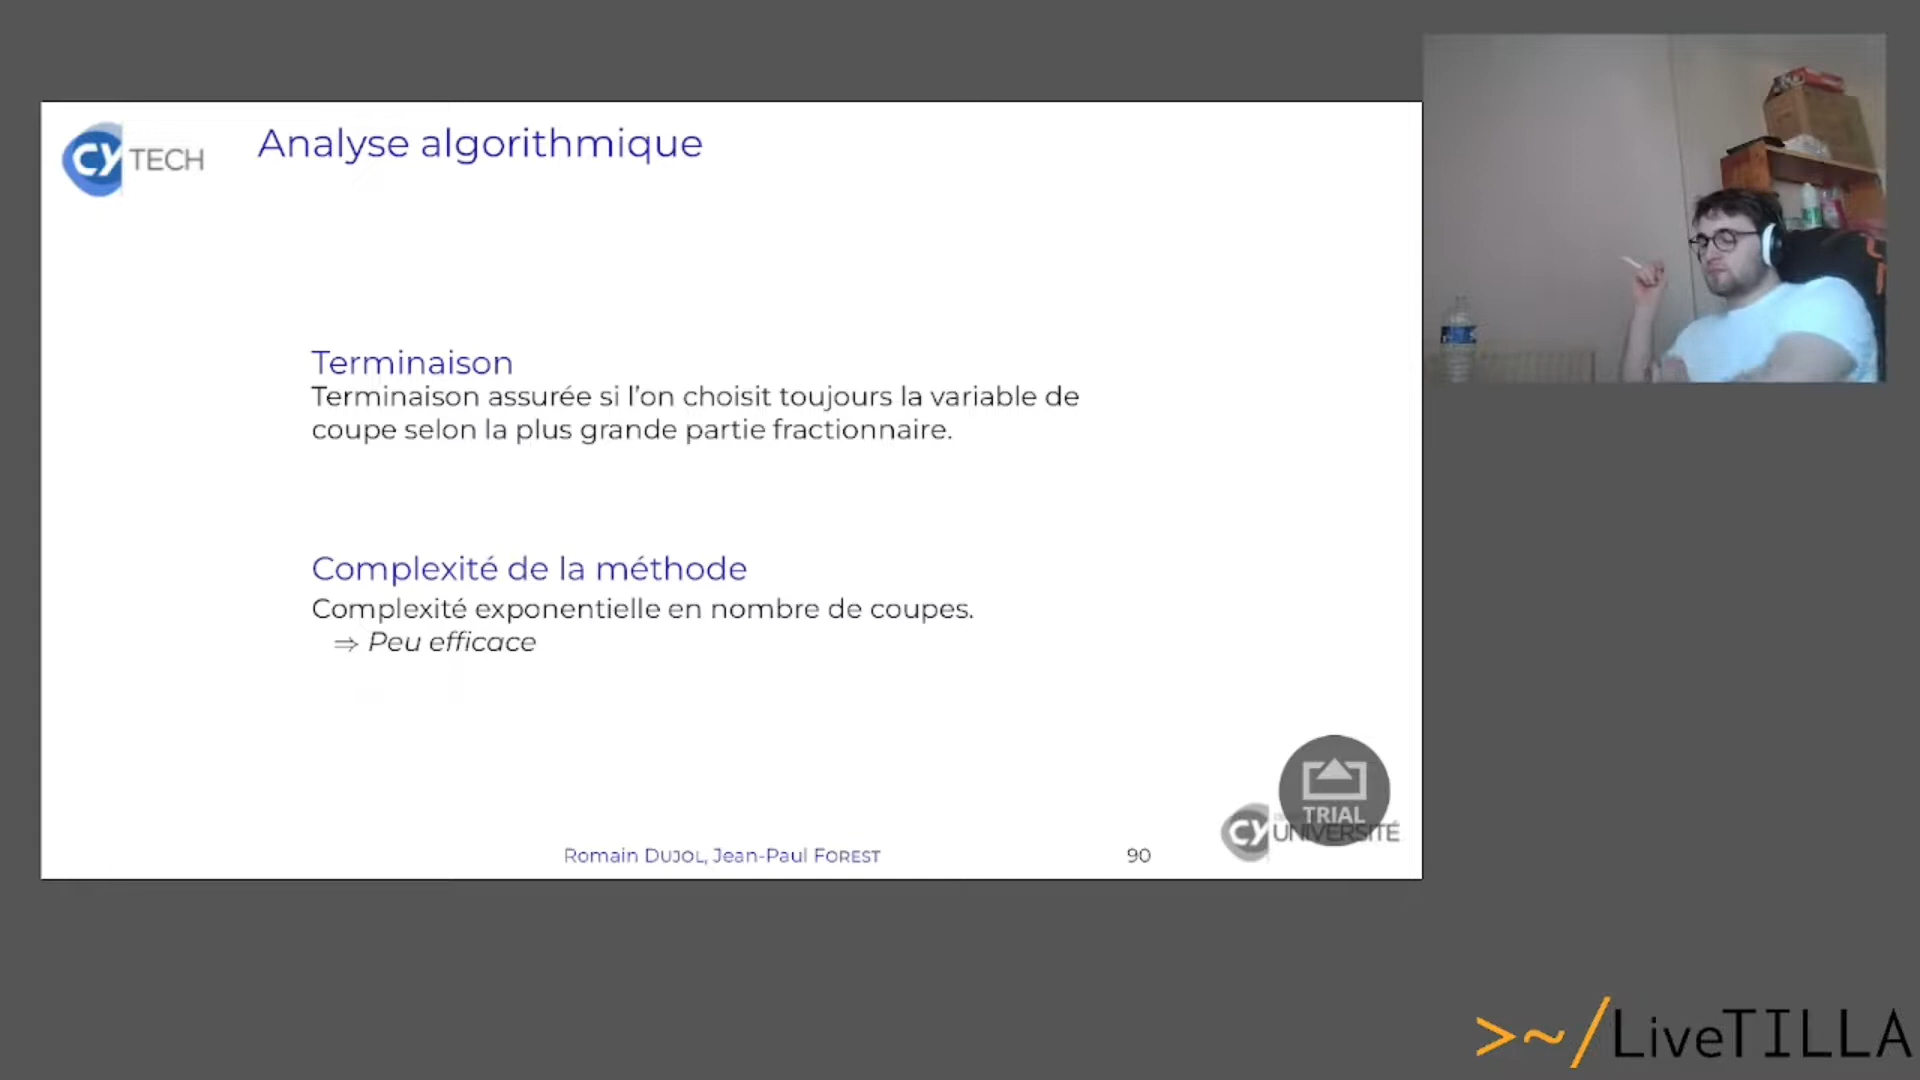 CY TECH
Analyse algorithmique
Terminaison
Terminaison assurée si l'on choisit toujours la variable de
coupe selon la plus grande partie fractionnaire.
Complexité de la méthode
Complexité exponentielle en nombre de coupes.
⇒ Peu efficace
TRIAL
CY UNIVERSITÉ
Romain DUJOL, Jean-Paul FOREST
90
>~/LiveTILLA